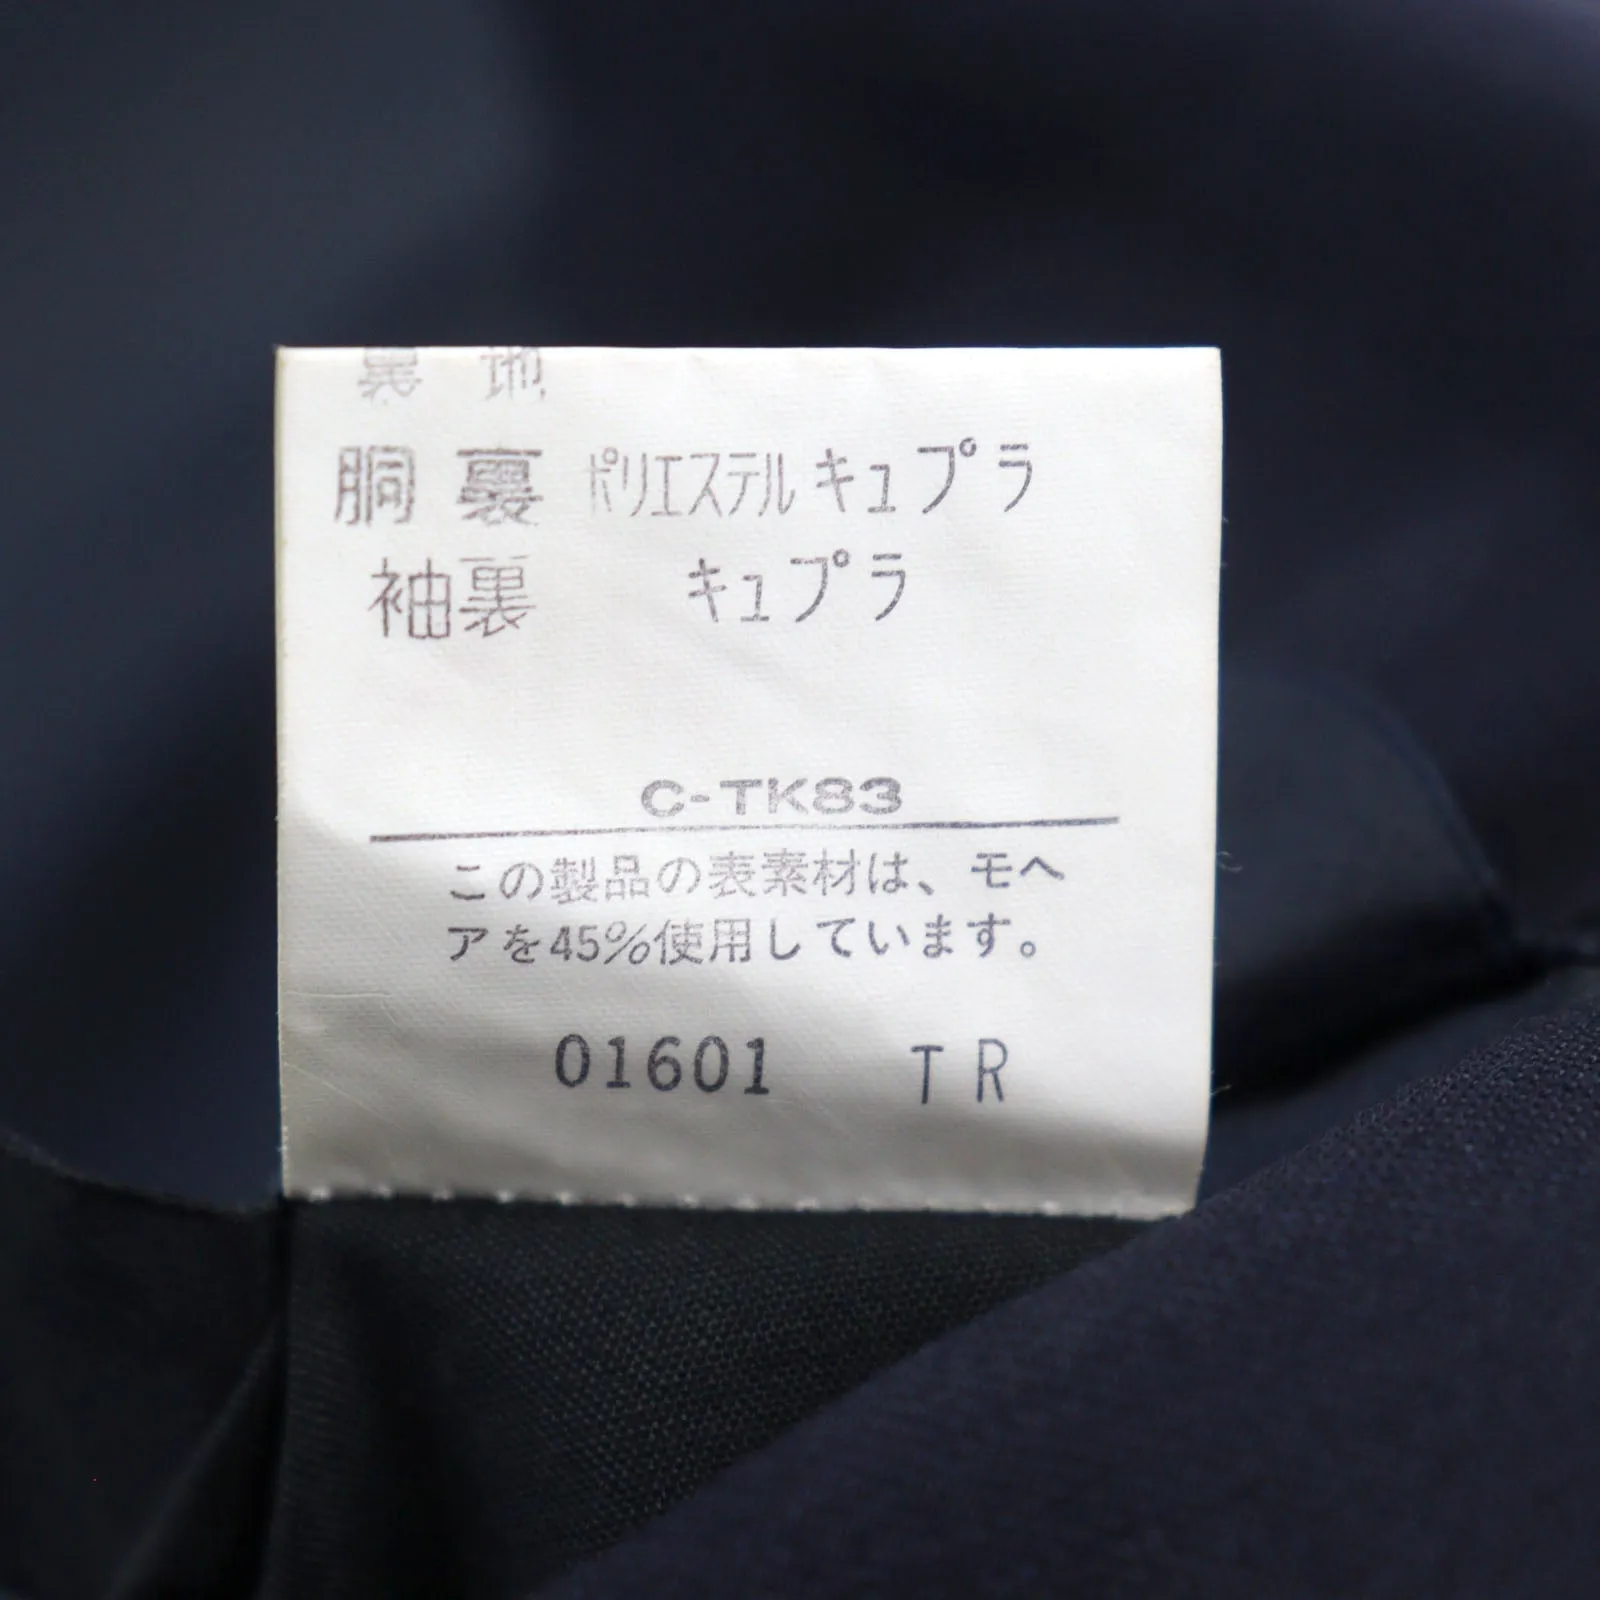 裏 地
胴 裏 ポリエステルキュプラ
袖裏 キュプラ
C-TK83
この製品の表素材は、モヘ
アを45%使用しています。
01601 TR